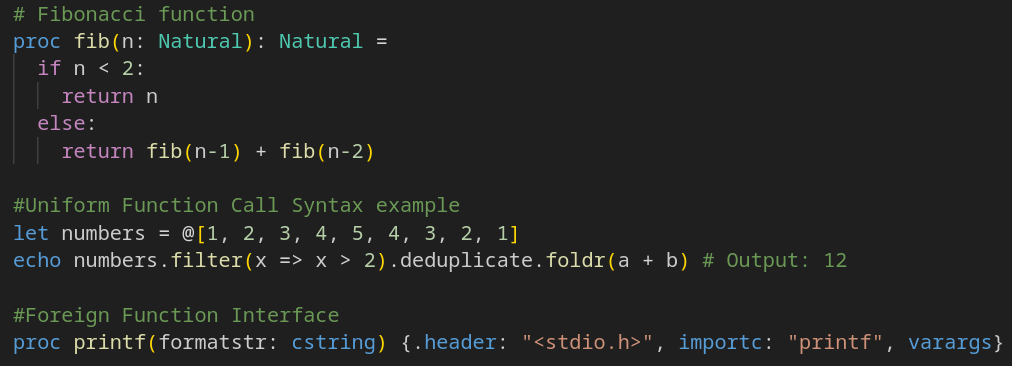 # Fibonacci function
proc fib(n: Natural): Natural =
  if n < 2:
    return n
  else:
    return fib(n-1) + fib(n-2)

#Uniform Function Call Syntax example
let numbers = @[1, 2, 3, 4, 5, 4, 3, 2, 1]
echo numbers.filter(x => x > 2).deduplicate.foldr(a + b) # Output: 12

#Foreign Function Interface
proc printf(formatstr: cstring) {.header: "<stdio.h>", importc: "printf", varargs}